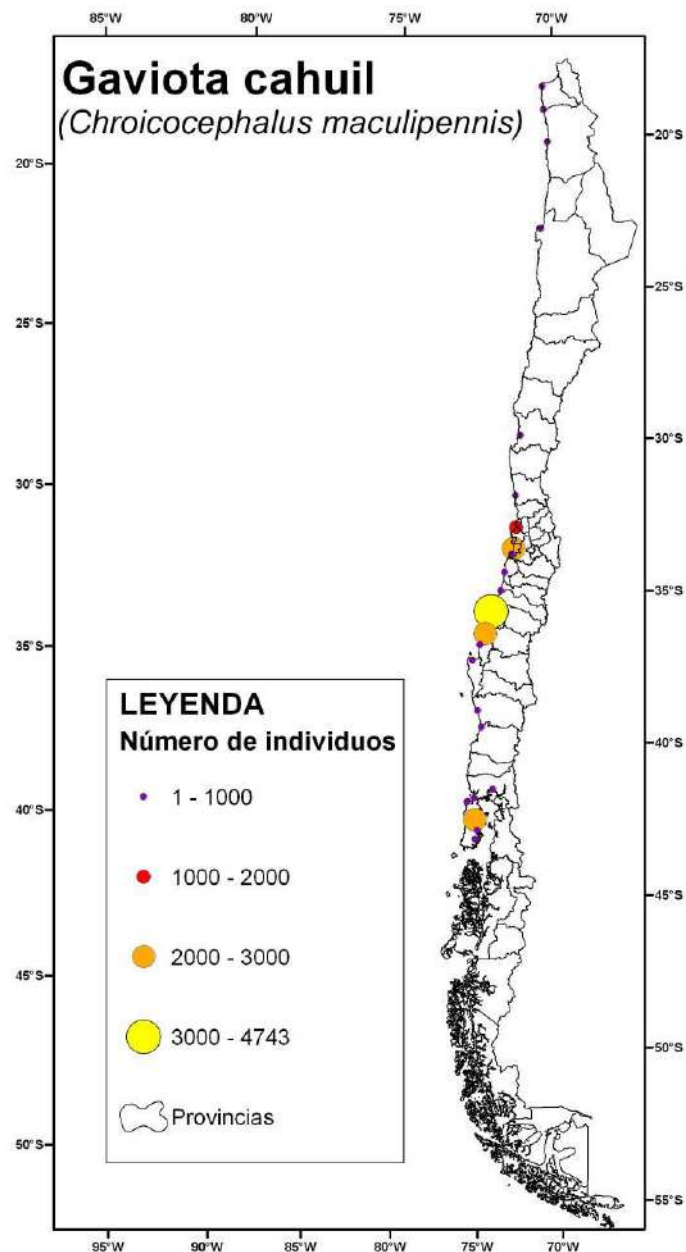 85°W 80°W 75°W 70°W
Gaviota cahuil
(Chroicocephalus maculipennis)
20°S
20°S
25°S
25°S
30°S
30°S
35°S
35°S
LEYENDA
Número de individuos
40°S
1 - 1000
40°S
1000 - 2000
45°S
2000 - 3000
45°S
3000 - 4743
50°S
Provincias
50°S
55°S
95°W 90°W 85°W 80°W 75°W 70°W